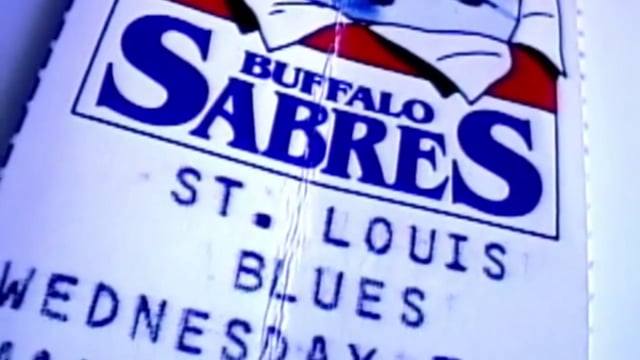 BUFFALO
SABRES
ST. LOUIS
BLUES
WEDNESDAY